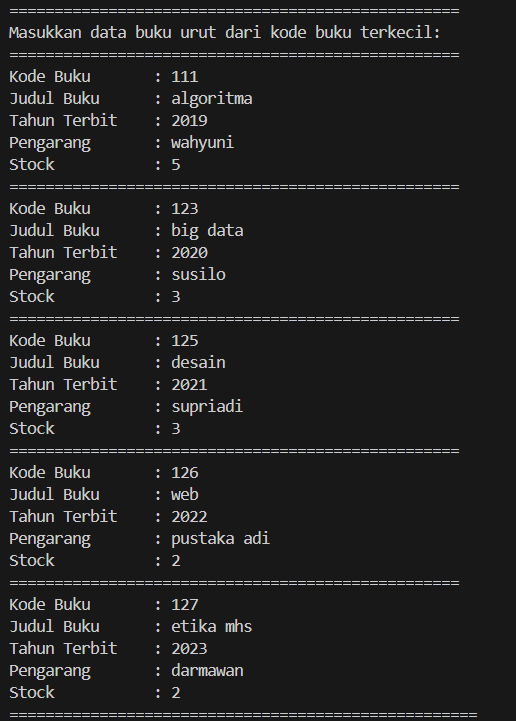 ==================================================
Masukkan data buku urut dari kode buku terkecil:
==================================================
Kode Buku      : 111
Judul Buku     : algoritma
Tahun Terbit   : 2019
Pengarang      : wahyuni
Stock          : 5
==================================================
Kode Buku      : 123
Judul Buku     : big data
Tahun Terbit   : 2020
Pengarang      : susilo
Stock          : 3
==================================================
Kode Buku      : 125
Judul Buku     : desain
Tahun Terbit   : 2021
Pengarang      : supriadi
Stock          : 3
==================================================
Kode Buku      : 126
Judul Buku     : web
Tahun Terbit   : 2022
Pengarang      : pustaka adi
Stock          : 2
==================================================
Kode Buku      : 127
Judul Buku     : etika mhs
Tahun Terbit   : 2023
Pengarang      : darmawan
Stock          : 2
====================================================